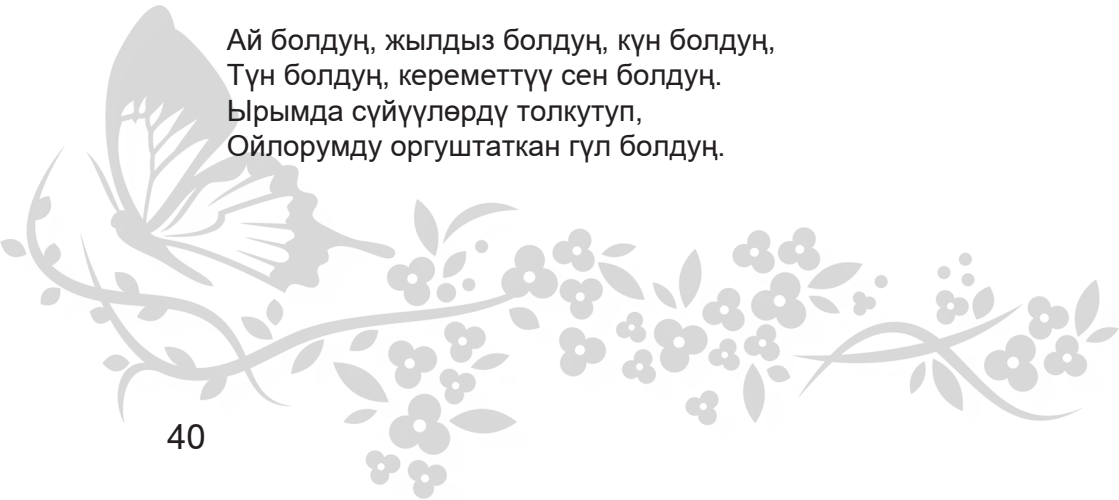 Ай болдуң, жылдыз болдуң, күн болдуң,
Түн болдуң, кереметтүү сен болдуң.
Ырымда сүйүүлөрдү толкутуп,
Ойлорумду оргуштаткан гүл болдуң.
40